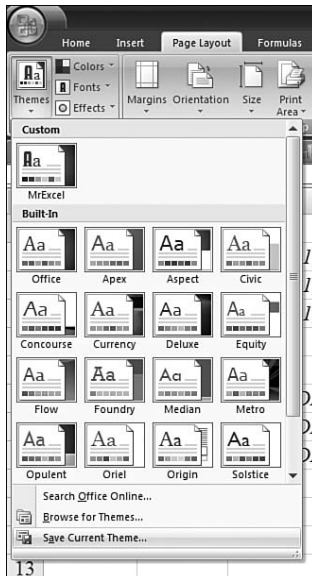 Home Insert Page Layout Formulas
Aa Colors
Themes A Fonts
Effects
Margins Orientation Size Print Area
Custom
Aa
MrExcel
Built-In
Aa Aa Aa Aa
Office Apex Aspect Civic
Aa Aa Aa Aa
Concourse Currency Deluxe Equity
Aa Aa Aa Aa
Flow Foundry Median Metro
Aa Aa Aa Aa
Opulent Oriel Origin Solstice
Search Office Online...
Browse for Themes...
Save Current Theme...
13